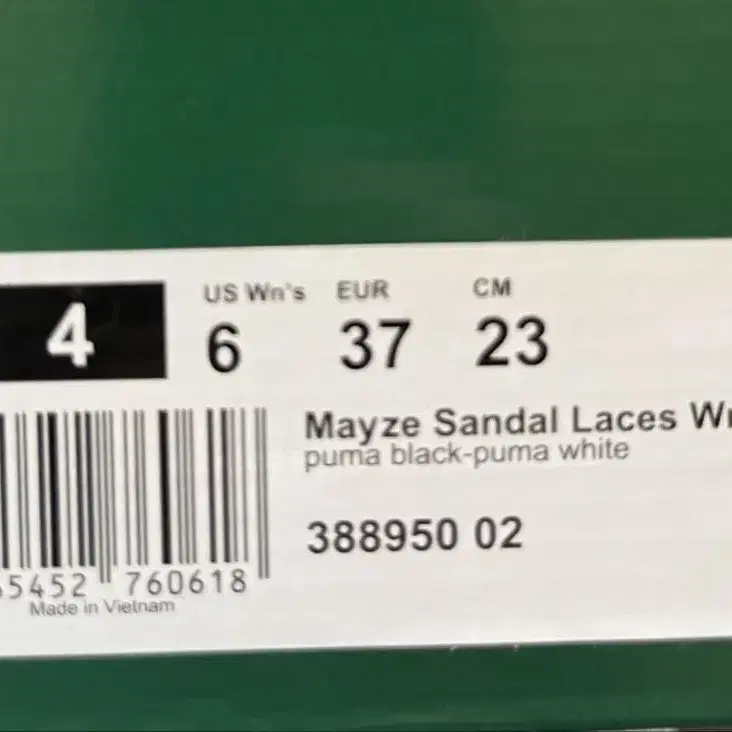 US Wn's EUR CM
4 6 37 23
Mayze Sandal Laces
puma black-puma white
388950 02
5452 760618
Made in Vietnam